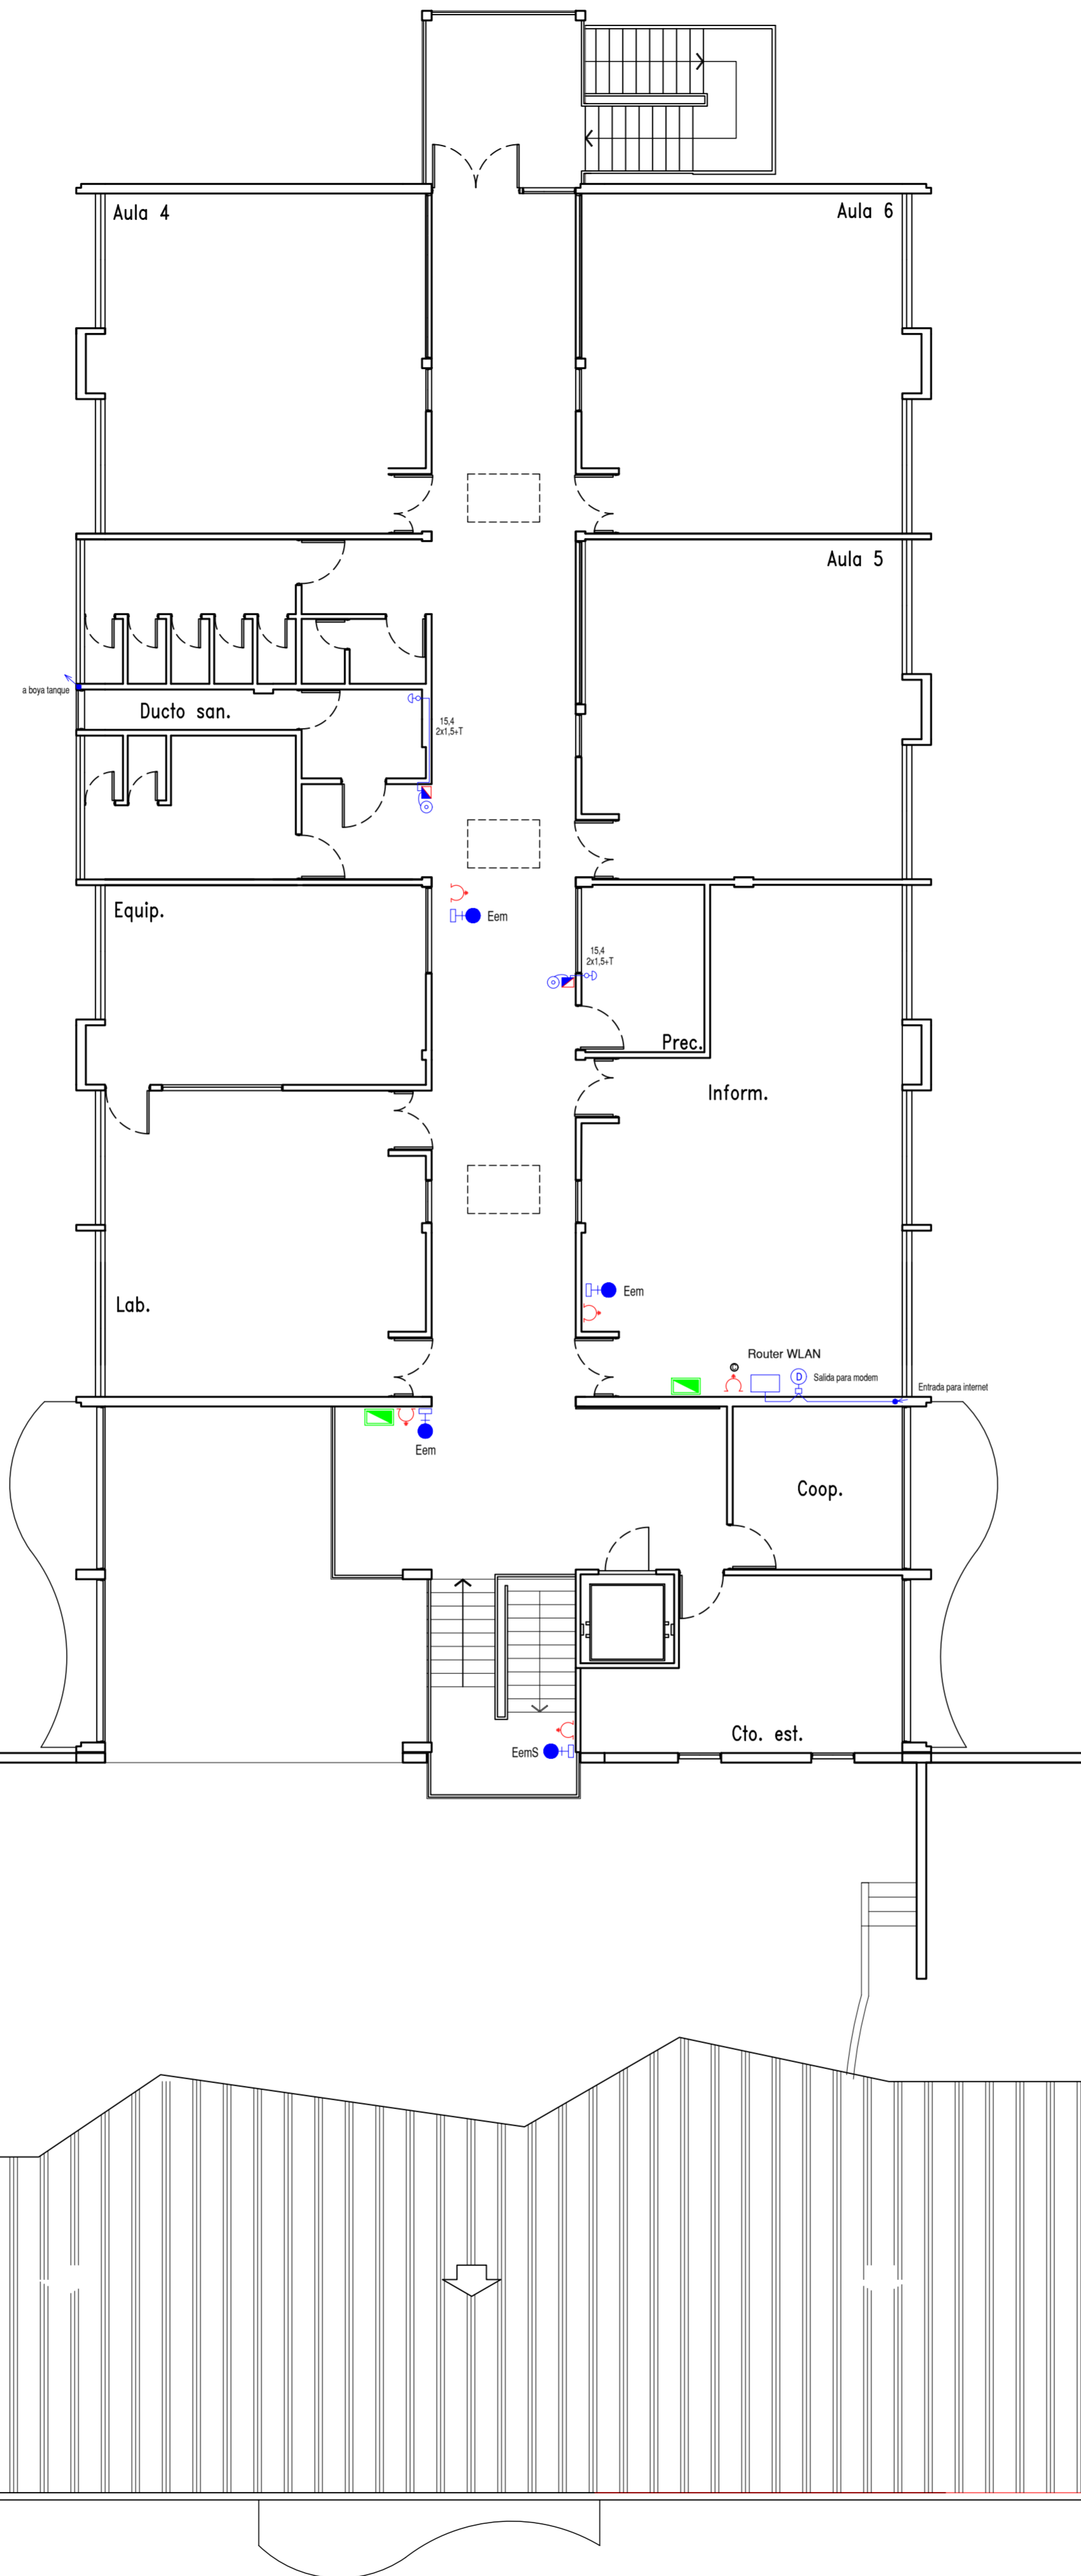 Aula 4
Aula 6
Aula 5
a boya tanque
Ducto san.
15,4
2x1,5+T
Equip.
Eem
15,4
2x1,5+T
Prec.
Inform.
Eem
Lab.
Router WLAN
©
D
Salida para modem
Entrada para internet
Eem
Coop.
Cto. est.
EemS